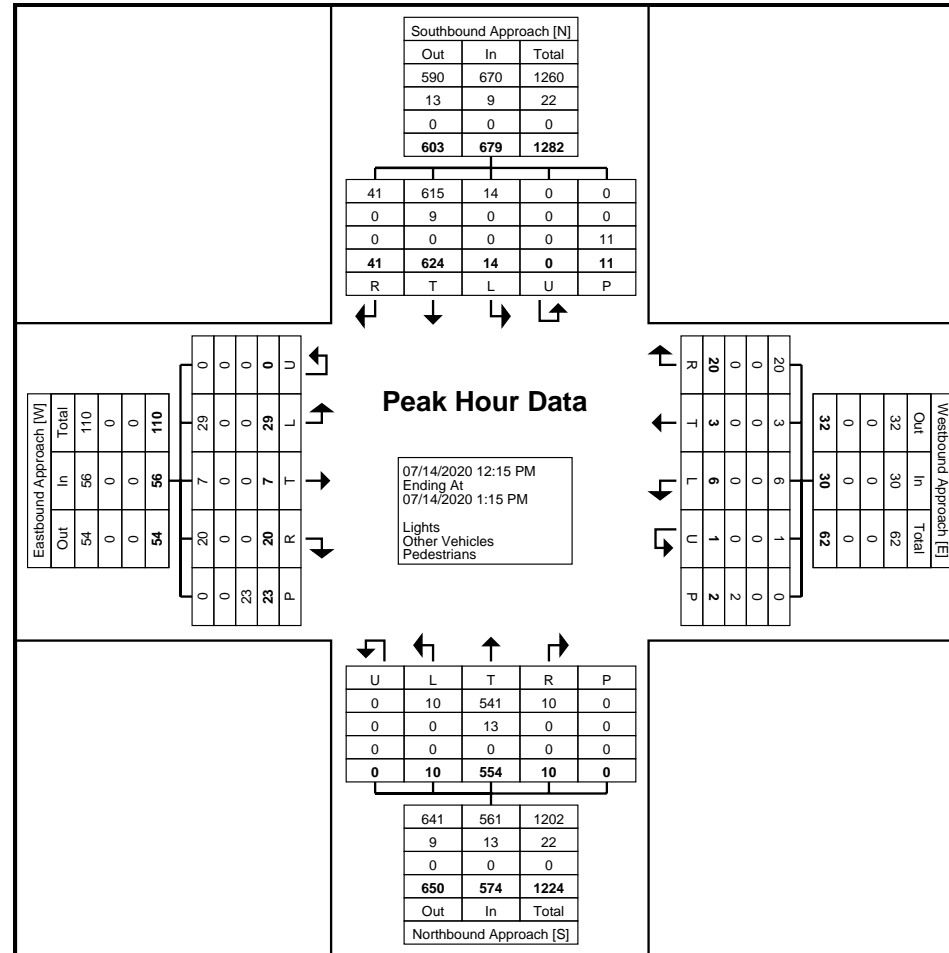 Southbound Approach [N]
Out In Total
590 670 1260
13 9 22
0 0 0
603 679 1282
41 615 14 0 0
0 9 0 0 0
0 0 0 0 11
41 624 14 0 11
R T L U P
Eastbound Approach [W]
Total In Out
110 56 54
0 0 0
0 0 0
110 56 54
0 29 7 20 0
0 0 0 0 0
0 0 0 0 23
0 29 7 20 23
U L T R P
Peak Hour Data
07/14/2020 12:15 PM
Ending At
07/14/2020 1:15 PM
Lights
Other Vehicles
Pedestrians
R T L U P
20 3 6 1 2
0 0 0 0 2
0 0 0 0 0
20 3 6 1 0
32 30 62
0 0 0
0 0 0
32 30 62
Out In Total
Westbound Approach [E]
U L T R P
0 10 541 10 0
0 0 13 0 0
0 0 0 0 0
0 10 554 10 0
641 561 1202
9 13 22
0 0 0
650 574 1224
Out In Total
Northbound Approach [S]